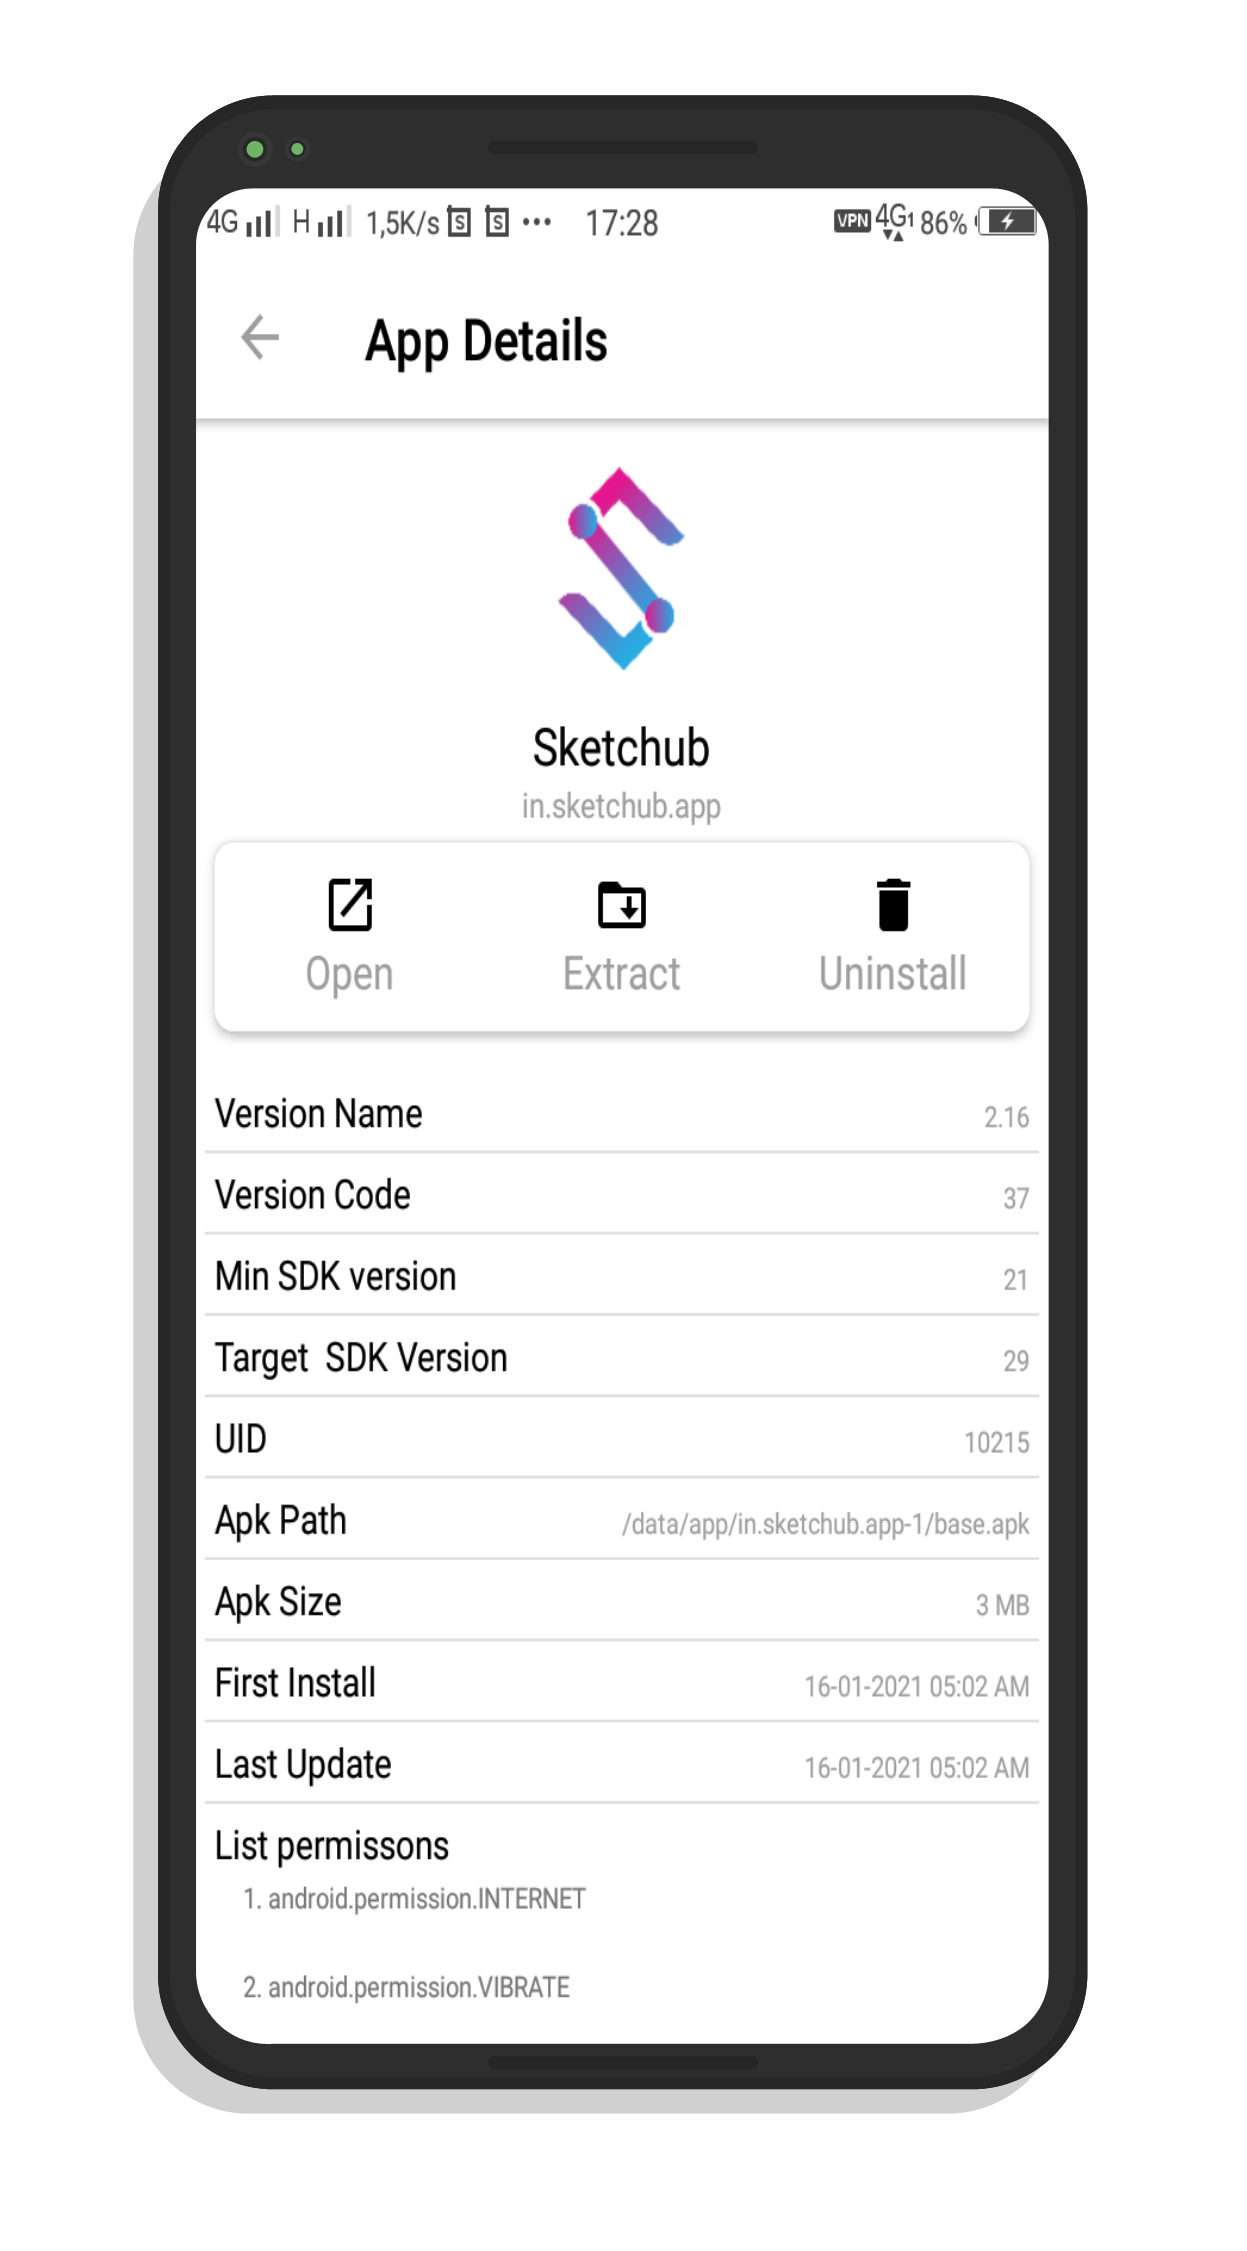 4G H 1,5K/s S S ... 17:28 VPN 4G1 86%
App Details
Sketchub
in.sketchub.app
Open Extract Uninstall
Version Name 2.16
Version Code 37
Min SDK version 21
Target  SDK Version 29
UID 10215
Apk Path /data/app/in.sketchub.app-1/base.apk
Apk Size 3 MB
First Install 16-01-2021 05:02 AM
Last Update 16-01-2021 05:02 AM
List permissons
1. android.permission.INTERNET
2. android.permission.VIBRATE